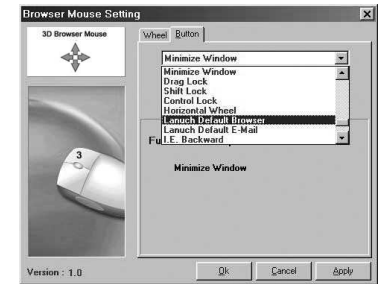 Browser Mouse Setting
3D Browser Mouse
Wheel Button
Minimize Window
Minimize Window
Drag Lock
Shift Lock
Control Lock
Horizontal Wheel
Lanuch Default Browser
Lanuch Default E-Mail
Fu I.E. Backward
3
Minimize Window
Version : 1.0
Ok Cancel Apply